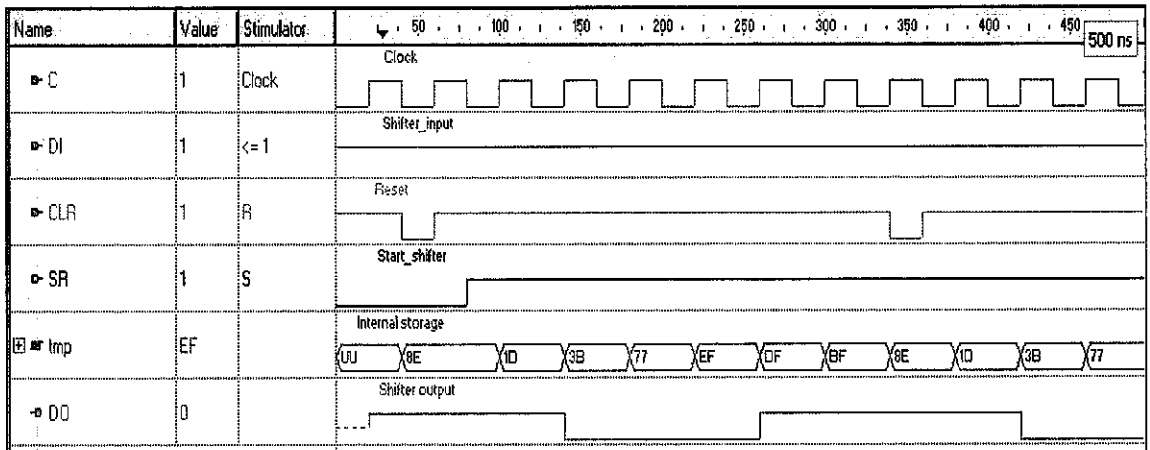 Name Value Stimulator 50 100 150 200 250 300 350 400 450 500 ns
Clock
C 1 Clock
Shifter_input
DI 1 <= 1
Reset
CLR 1 R
Start_shifter
SR 1 S
Internal storage
tmp EF UU 8E 1D 3B 77 EF DF BF 8E 1D 3B 77
Shifter output
DO 0